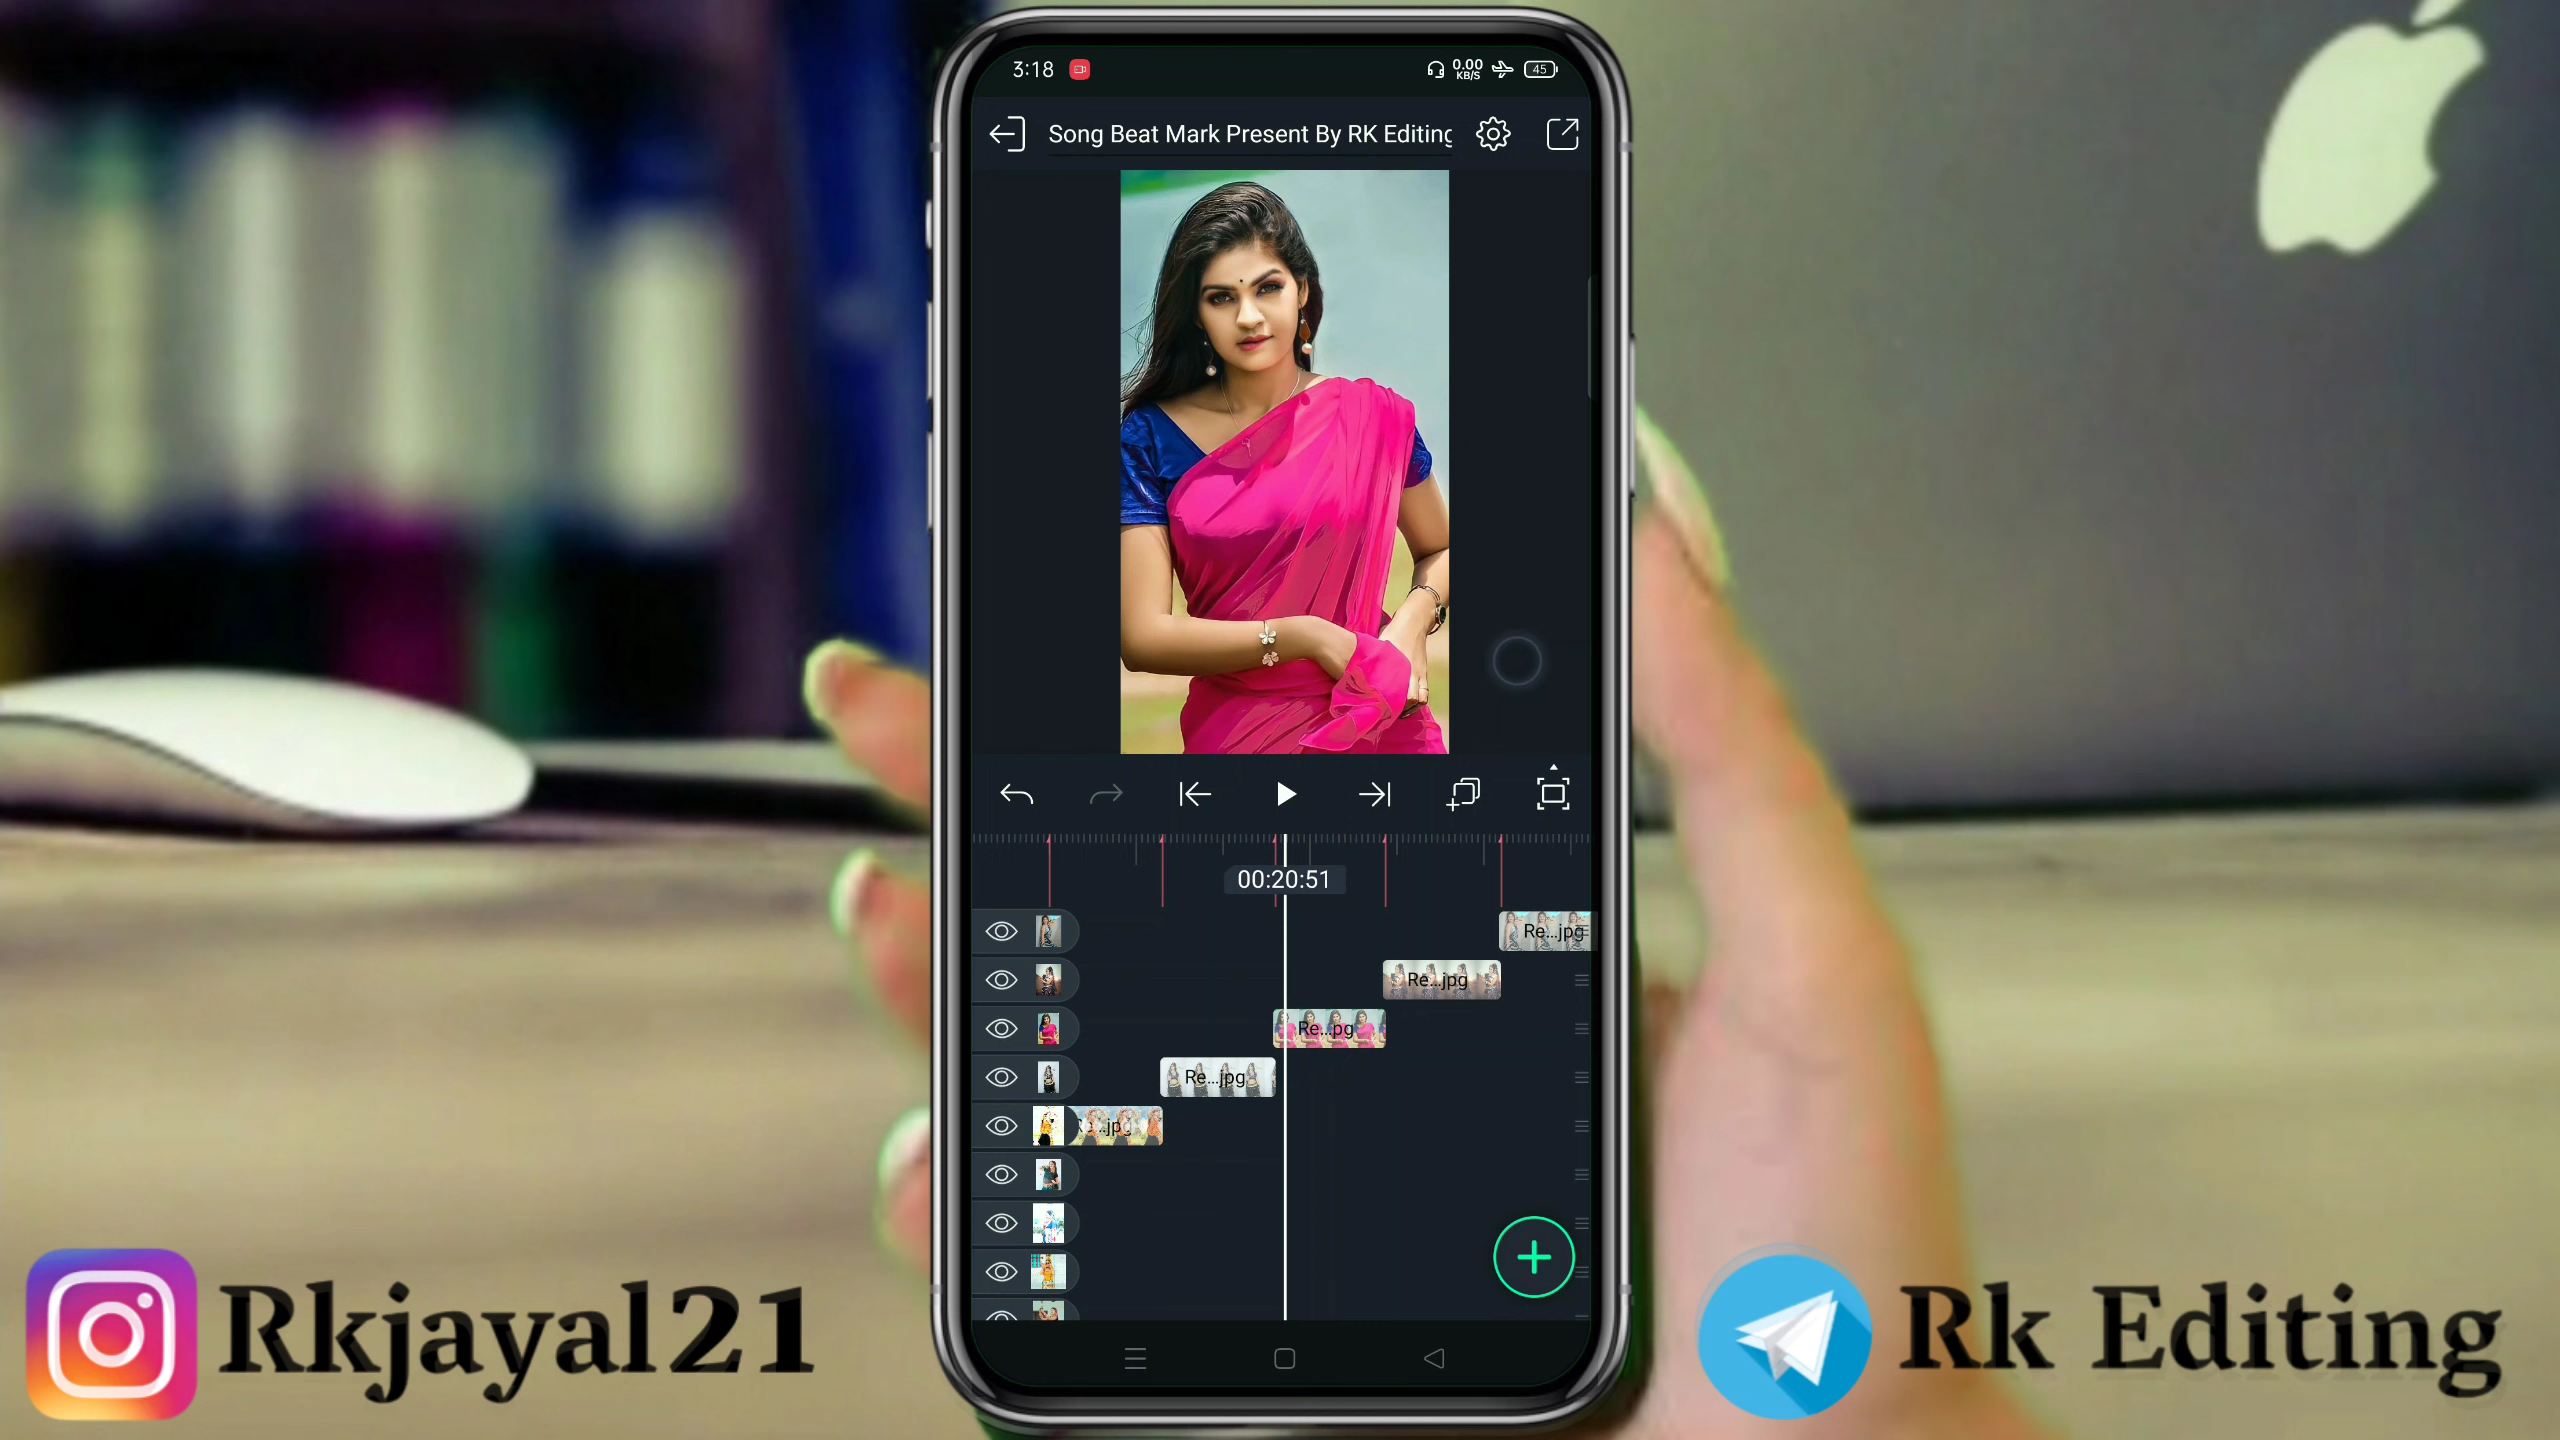 3:18
0.00
KB/S
45
Song Beat Mark Present By RK Editing
00:20:51
Re...jpg
Re...jpg
Re...pg
Re...jpg
...jpg
Rkjayal21
Rk Editing